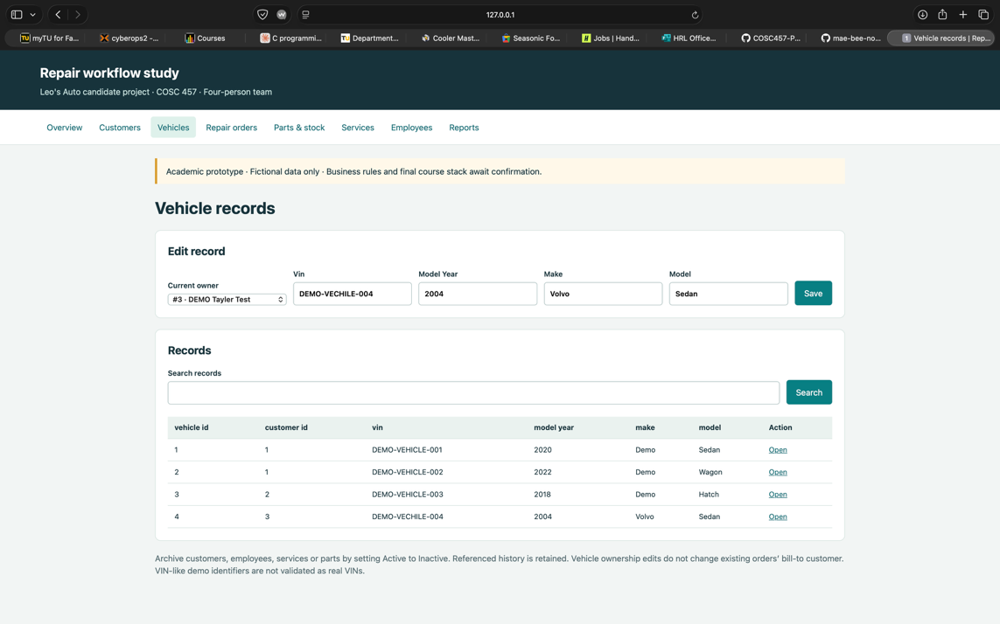 127.0.0.1
myTU for Fa...
cyberops2 -...
Courses
C programmi...
Department...
Cooler Mast...
Seasonic Fo...
Jobs | Hand...
HRL Office...
COSC457-P...
mae-bee-no...
1 Vehicle records | Rep...
Repair workflow study
Leo's Auto candidate project · COSC 457 · Four-person team
Overview Customers Vehicles Repair orders Parts & stock Services Employees Reports
Academic prototype · Fictional data only · Business rules and final course stack await confirmation.
Vehicle records
Edit record
Current owner Vin Model Year Make Model
#3 · DEMO Tayler Test DEMO-VECHILE-004 2004 Volvo Sedan Save
Records
Search records
Search
vehicle id customer id vin model year make model Action
1 1 DEMO-VEHICLE-001 2020 Demo Sedan Open
2 1 DEMO-VEHICLE-002 2022 Demo Wagon Open
3 2 DEMO-VEHICLE-003 2018 Demo Hatch Open
4 3 DEMO-VECHILE-004 2004 Volvo Sedan Open
Archive customers, employees, services or parts by setting Active to Inactive. Referenced history is retained. Vehicle ownership edits do not change existing orders’ bill-to customer.
VIN-like demo identifiers are not validated as real VINs.